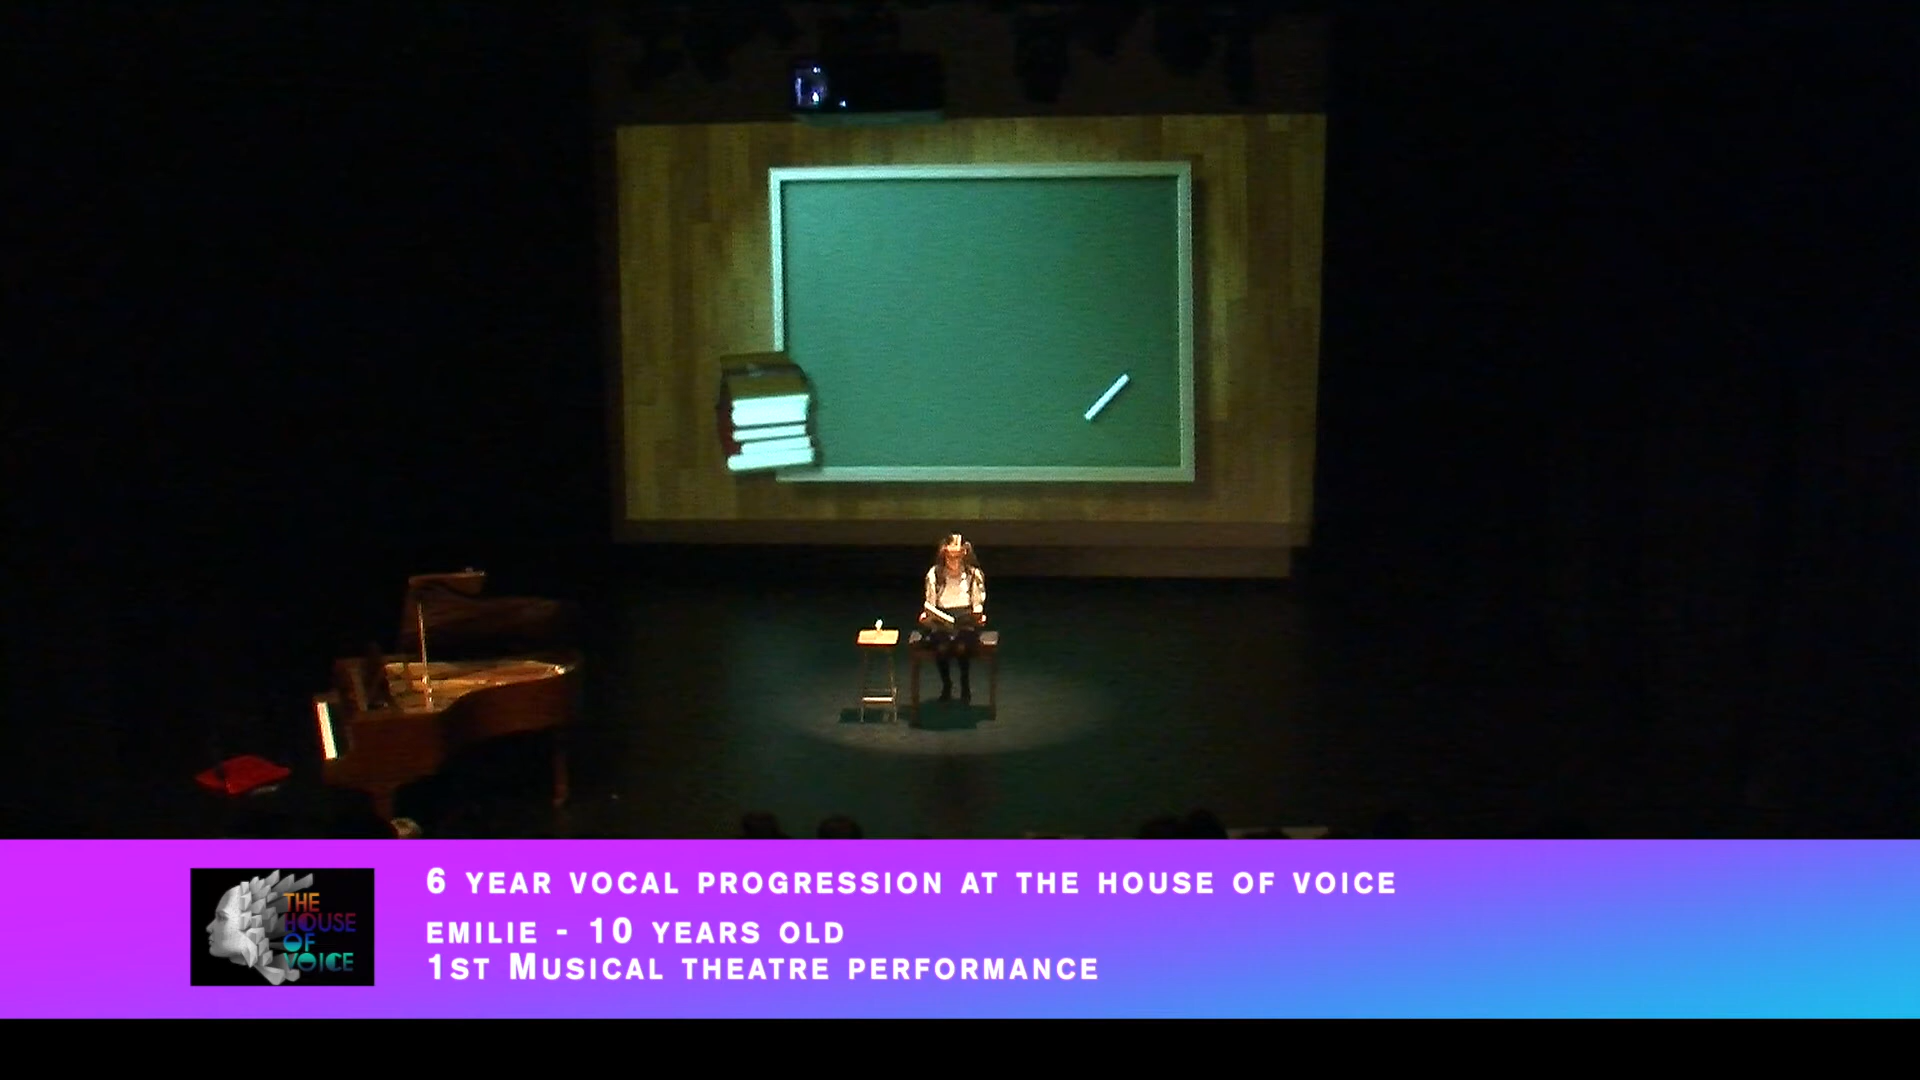 THE
HOUSE
OF
VOICE
6 YEAR VOCAL PROGRESSION AT THE HOUSE OF VOICE
EMILIE - 10 YEARS OLD
1ST MUSICAL THEATRE PERFORMANCE